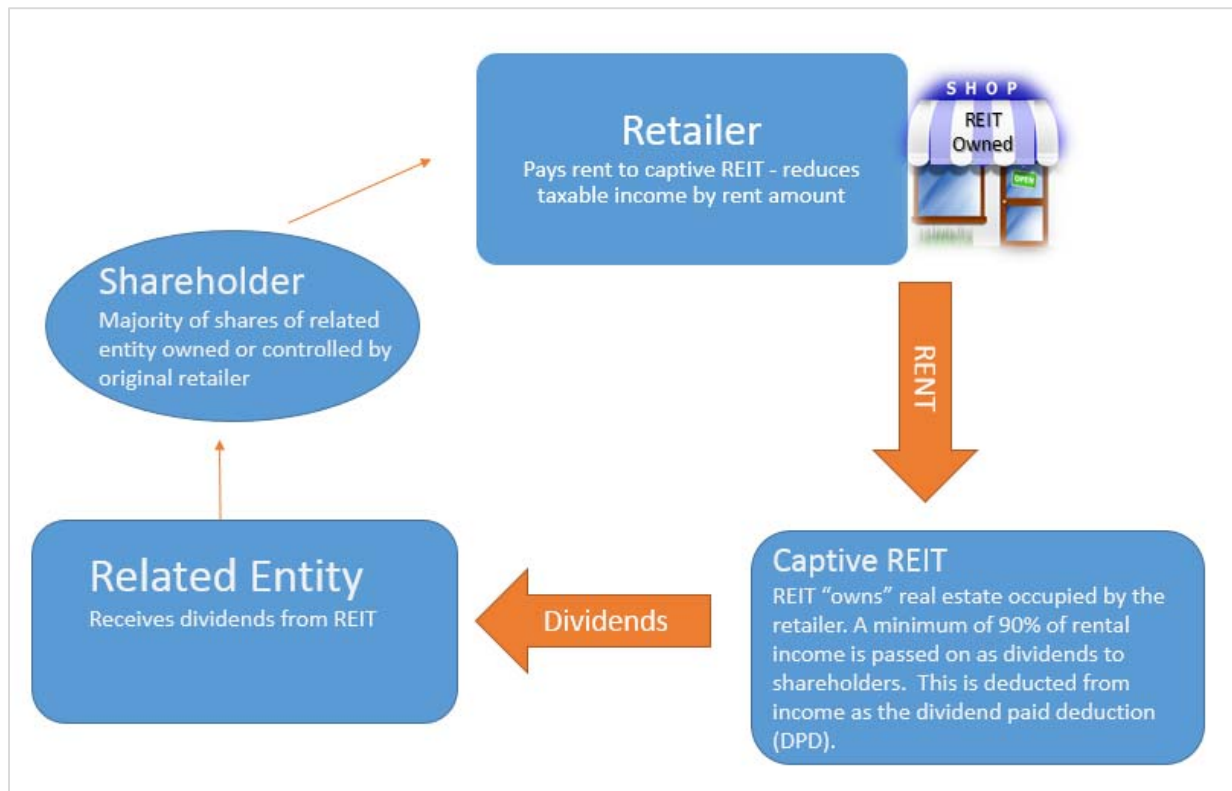 Retailer
Pays rent to captive REIT - reduces
taxable income by rent amount
SHOP
REIT
Owned
OPEN
Shareholder
Majority of shares of related
entity owned or controlled by
original retailer
RENT
Related Entity
Receives dividends from REIT
Dividends
Captive REIT
REIT “owns” real estate occupied by the
retailer. A minimum of 90% of rental
income is passed on as dividends to
shareholders.  This is deducted from
income as the dividend paid deduction
(DPD).